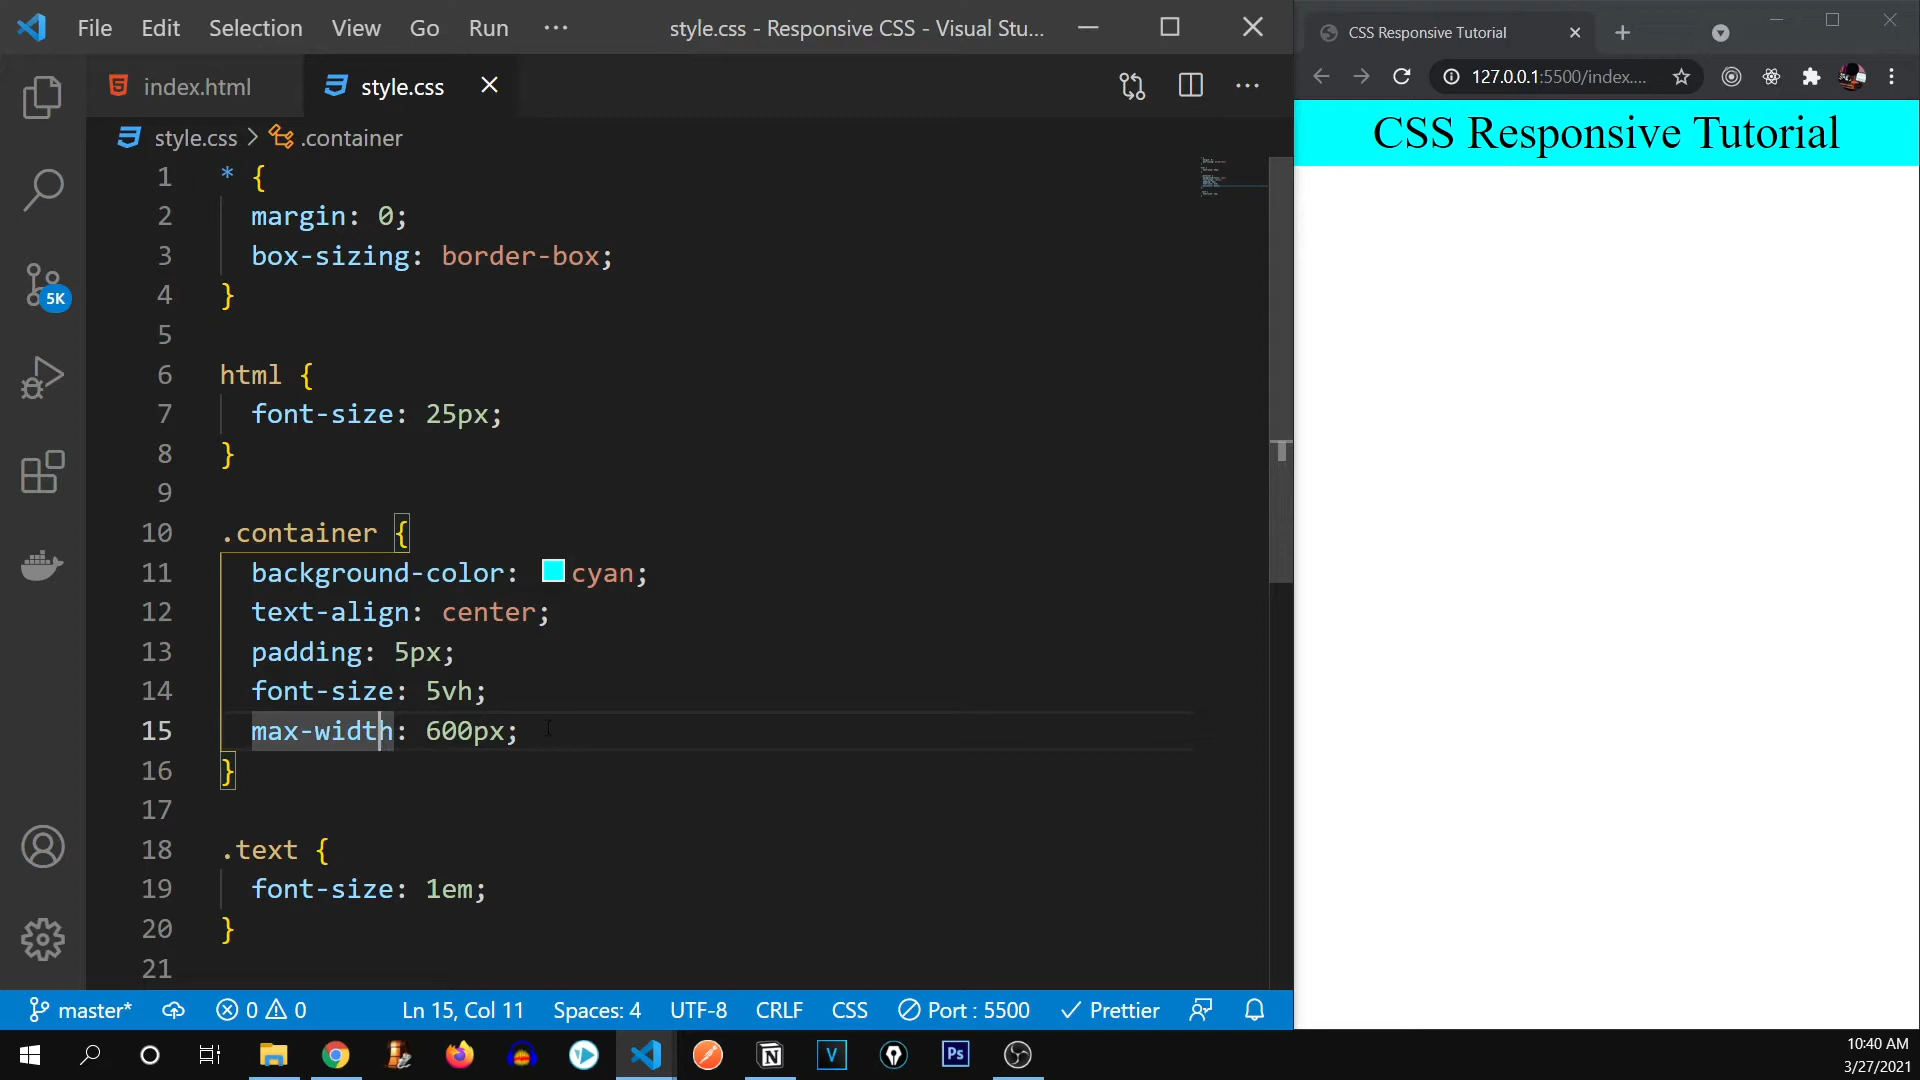 File Edit Selection View Go Run ··· style.css - Responsive CSS - Visual Stu...
index.html style.css
style.css > .container
1 * {
2 margin: 0;
3 box-sizing: border-box;
4 }
5
6 html {
7 font-size: 25px;
8 }
9
10 .container {
11 background-color: cyan;
12 text-align: center;
13 padding: 5px;
14 font-size: 5vh;
15 max-width: 600px;
16 }
17
18 .text {
19 font-size: 1em;
20 }
21
5K
master* 0 0 Ln 15, Col 11 Spaces: 4 UTF-8 CRLF CSS Port : 5500 Prettier
CSS Responsive Tutorial
127.0.0.1:5500/index....
CSS Responsive Tutorial
N V Ps
10:40 AM
3/27/2021